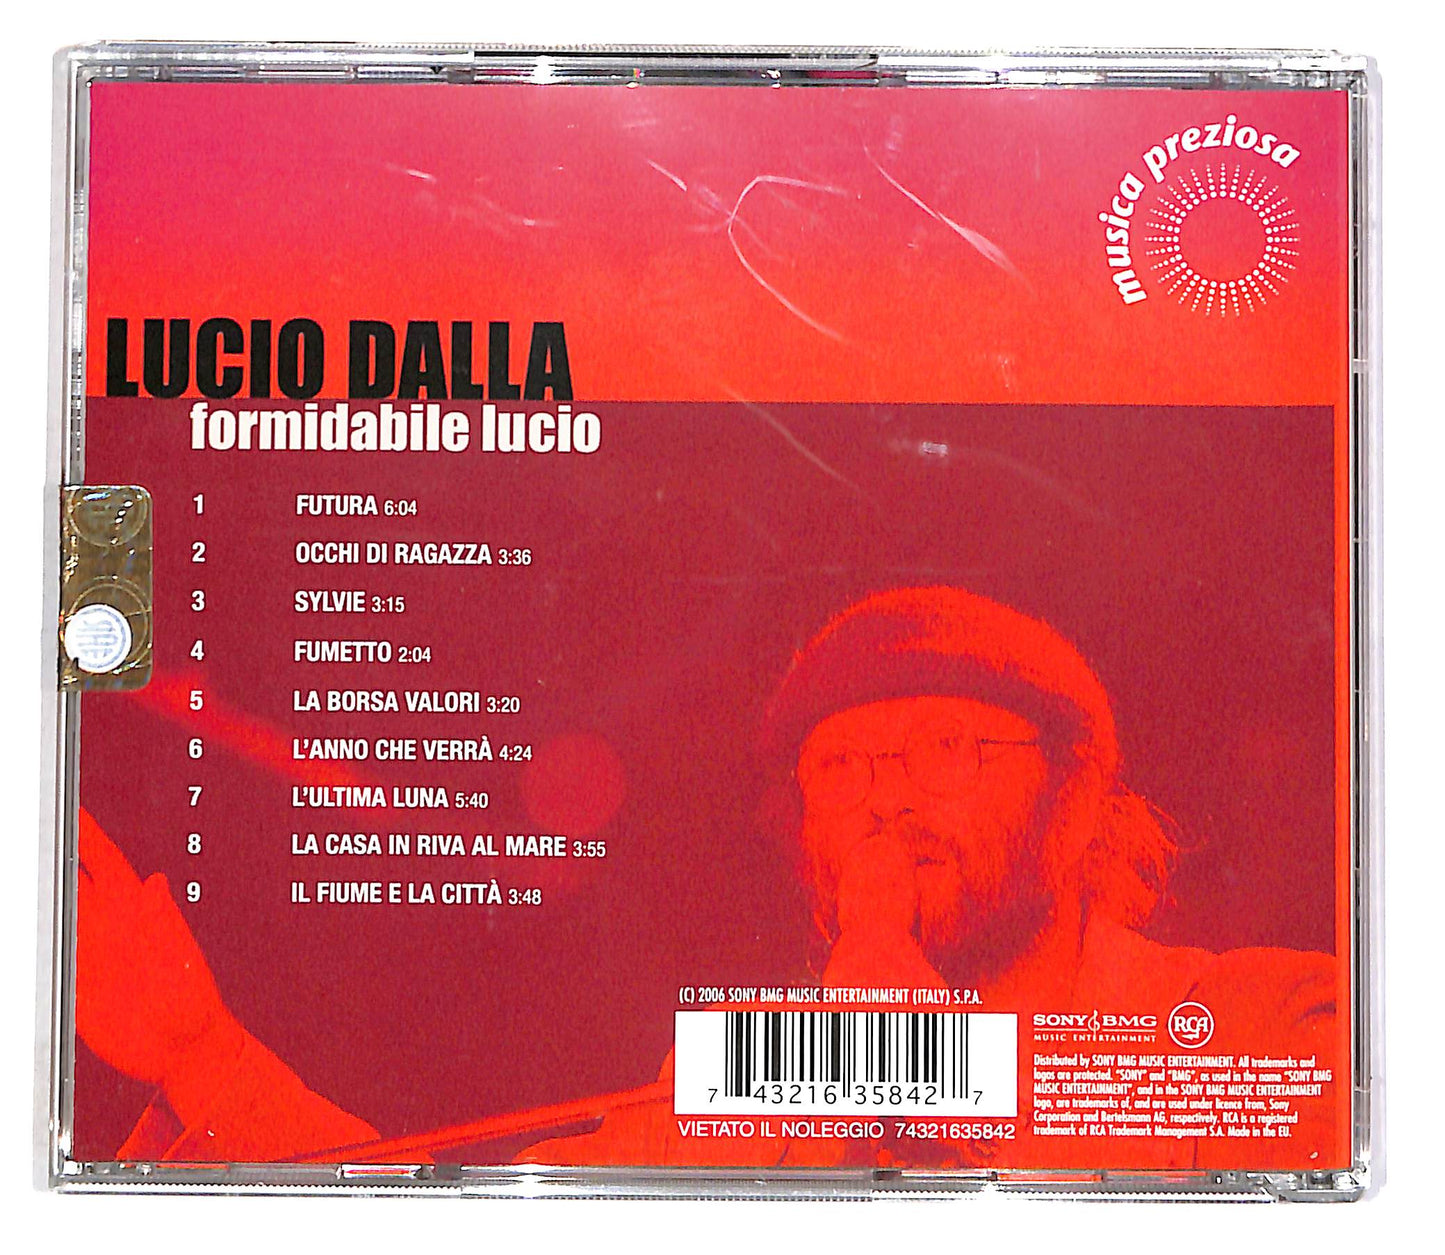 musica preziosa
LUCIO DALLA
formidabile lucio
1 FUTURA 6:04
2 OCCHI DI RAGAZZA 3:36
3 SYLVIE 3:15
4 FUMETTO 2:04
5 LA BORSA VALORI 3:20
6 L'ANNO CHE VERRÀ 4:24
7 L'ULTIMA LUNA 5:40
8 LA CASA IN RIVA AL MARE 3:55
9 IL FIUME E LA CITTÀ 3:48
SIAE
(C) 2006 SONY BMG MUSIC ENTERTAINMENT (ITALY) S.P.A.
7 43216 35842 7
VIETATO IL NOLEGGIO 74321635842
SONY BMG
MUSIC ENTERTAINMENT
RCA
Distributed by SONY BMG MUSIC ENTERTAINMENT. All trademarks and
logos are protected. "SONY" and "BMG", as used in the name "SONY BMG
MUSIC ENTERTAINMENT", and in the SONY BMG MUSIC ENTERTAINMENT
logo, are trademarks of, and are used under licence from, Sony
Corporation and Bertelsmann AG, respectively. RCA is a registered
trademark of RCA Trademark Management S.A. Made in the EU.